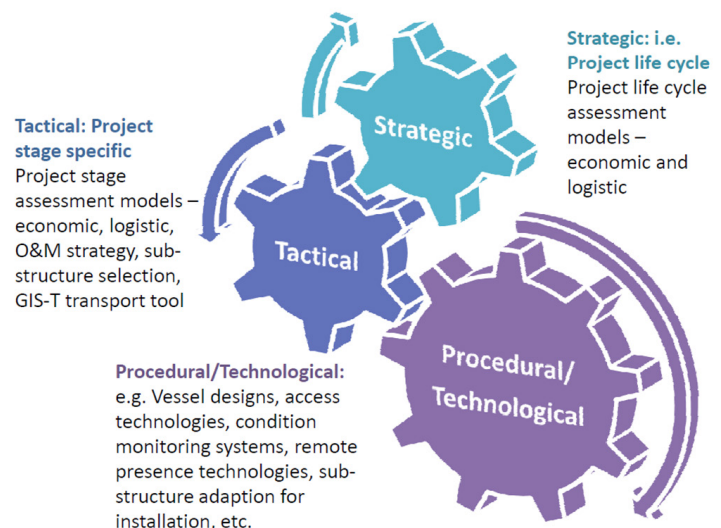 Strategic: i.e.
Project life cycle
Project life cycle
assessment
models –
economic and
logistic
Strategic
Tactical: Project
stage specific
Project stage
assessment models –
economic, logistic,
O&M strategy, sub-
structure selection,
GIS-T transport tool
Tactical
Procedural/
Technological
Procedural/Technological:
e.g. Vessel designs, access
technologies, condition
monitoring systems, remote
presence technologies, sub-
structure adaption for
installation, etc.